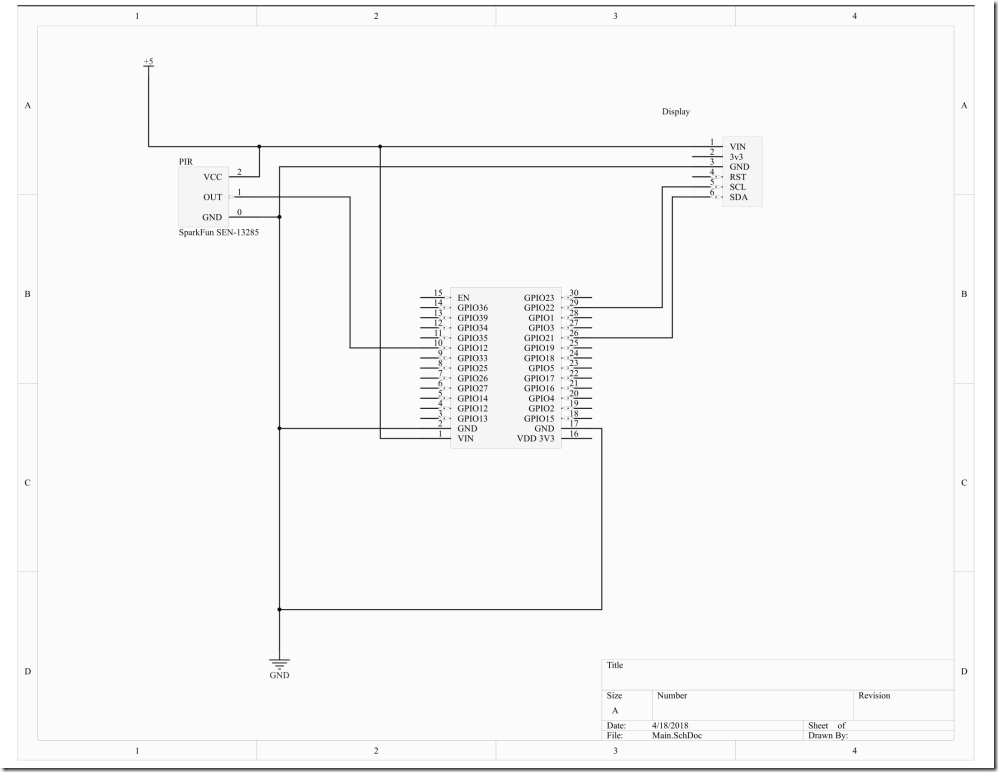 1 2 3 4
+5
A A
Display
PIR
VCC 2
OUT 1
GND 0
SparkFun SEN-13285
1 VIN
2 3v3
3 GND
4 RST
5 SCL
6 SDA
B B
15 EN GPIO23 30
14 GPIO36 GPIO22 29
13 GPIO39 GPIO1 28
12 GPIO34 GPIO3 27
11 GPIO35 GPIO21 26
10 GPIO12 GPIO19 25
9 GPIO33 GPIO18 24
8 GPIO25 GPIO5 23
7 GPIO26 GPIO17 22
6 GPIO27 GPIO16 21
5 GPIO14 GPIO4 20
4 GPIO12 GPIO2 19
3 GPIO13 GPIO15 18
2 GND GND 17
1 VIN VDD 3V3 16
C C
GND
D D
Title
Size Number Revision
A
Date: 4/18/2018 Sheet of
File: Main.SchDoc Drawn By:
1 2 3 4